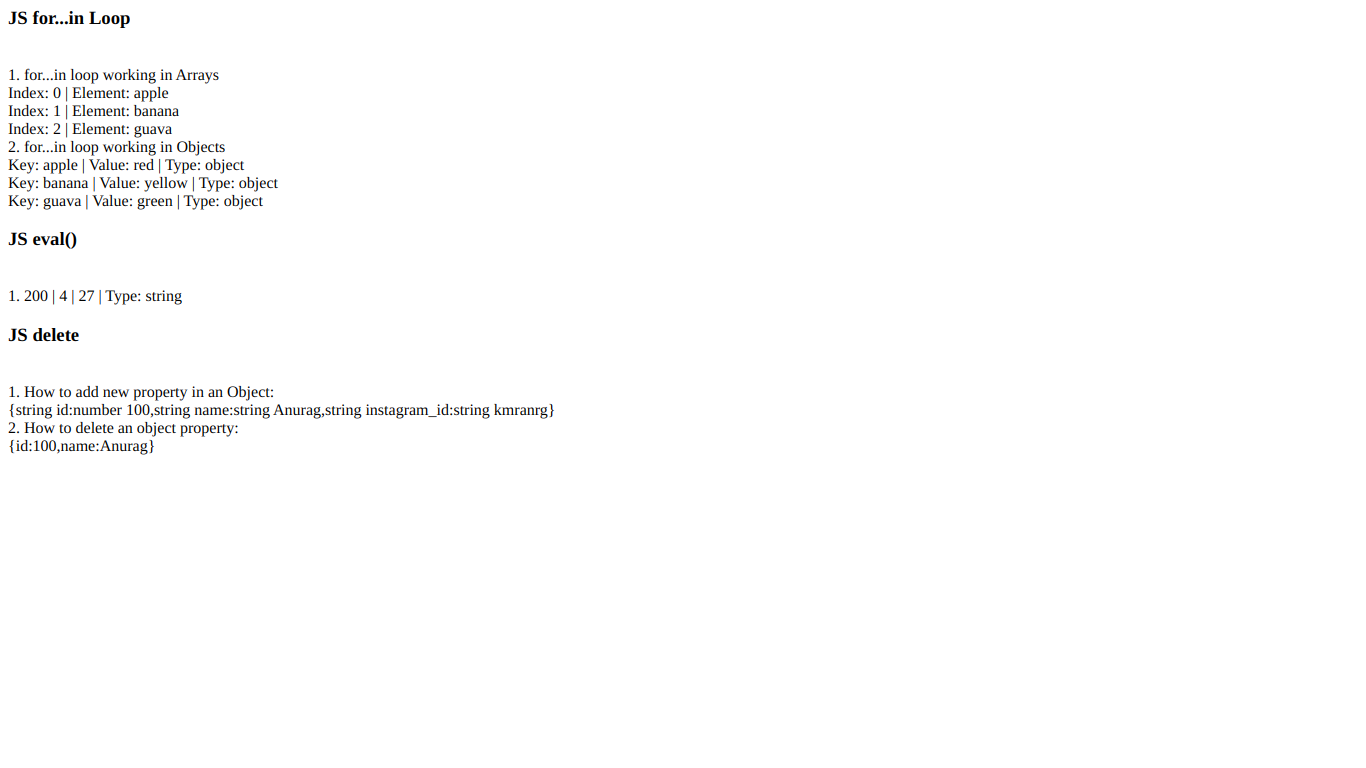 JS for...in Loop
1. for...in loop working in Arrays
Index: 0 | Element: apple
Index: 1 | Element: banana
Index: 2 | Element: guava
2. for...in loop working in Objects
Key: apple | Value: red | Type: object
Key: banana | Value: yellow | Type: object
Key: guava | Value: green | Type: object
JS eval()
1. 200 | 4 | 27 | Type: string
JS delete
1. How to add new property in an Object:
{string id:number 100,string name:string Anurag,string instagram_id:string kmranrg}
2. How to delete an object property:
{id:100,name:Anurag}